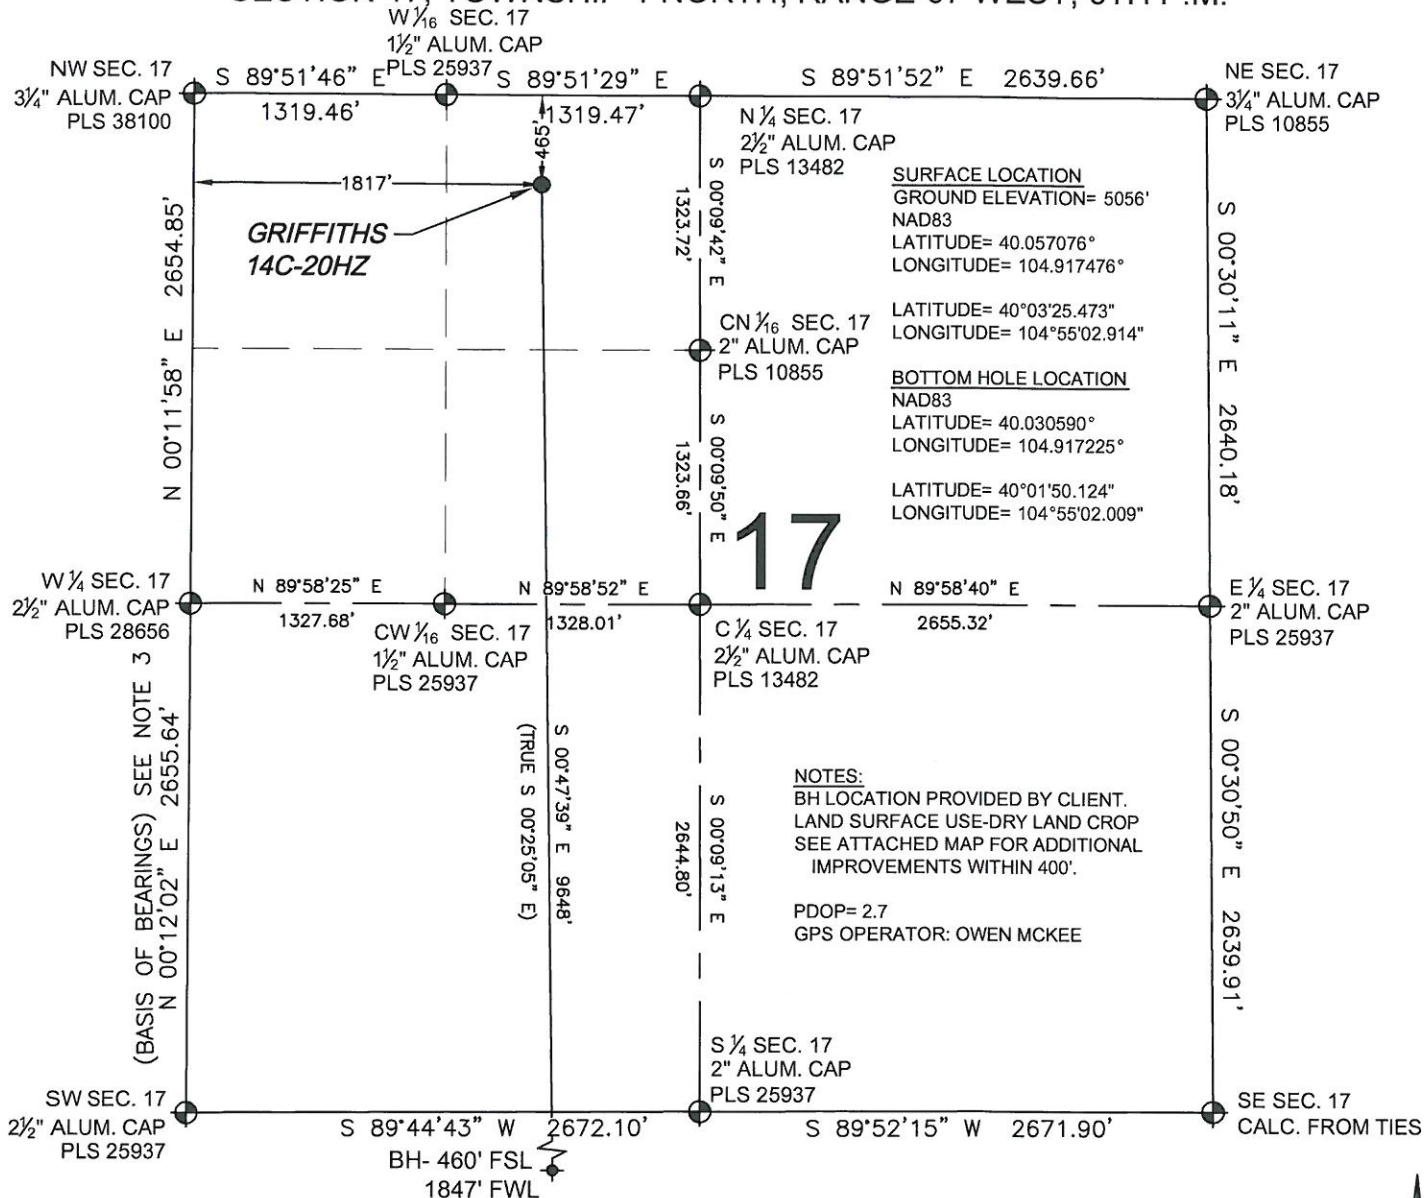 W 1/16 SEC. 17
1½" ALUM. CAP
PLS 25937
NW SEC. 17
3¼" ALUM. CAP
PLS 38100
S 89°51'46" E
1319.46'
S 89°51'29" E
1319.47'
S 89°51'52" E 2639.66'
NE SEC. 17
3¼" ALUM. CAP
PLS 10855
N ¼ SEC. 17
2½" ALUM. CAP
PLS 13482
465'
1817'
GRIFFITHS
14C-20HZ
N 00°11'58" E 2654.85'
S 00°09'42" E
1323.72'
SURFACE LOCATION
GROUND ELEVATION= 5056'
NAD83
LATITUDE= 40.057076°
LONGITUDE= 104.917476°
LATITUDE= 40°03'25.473"
LONGITUDE= 104°55'02.914"
S 00°30'11" E 2640.18'
CN 1/16 SEC. 17
2" ALUM. CAP
PLS 10855
BOTTOM HOLE LOCATION
NAD83
LATITUDE= 40.030590°
LONGITUDE= 104.917225°
LATITUDE= 40°01'50.124"
LONGITUDE= 104°55'02.009"
S 00°09'50" E
1323.66'
17
W ¼ SEC. 17
2½" ALUM. CAP
PLS 28656
N 89°58'25" E
1327.68'
CW 1/16 SEC. 17
1½" ALUM. CAP
PLS 25937
N 89°58'52" E
1328.01'
C ¼ SEC. 17
2½" ALUM. CAP
PLS 13482
N 89°58'40" E
2655.32'
E ¼ SEC. 17
2" ALUM. CAP
PLS 25937
(BASIS OF BEARINGS) SEE NOTE 3
N 00°12'02" E 2655.64'
S 00°47'39" E 9648'
(TRUE S 00°25'05" E)
S 00°09'13" E
2644.80'
NOTES:
BH LOCATION PROVIDED BY CLIENT.
LAND SURFACE USE-DRY LAND CROP
SEE ATTACHED MAP FOR ADDITIONAL
IMPROVEMENTS WITHIN 400'.
PDOP= 2.7
GPS OPERATOR: OWEN MCKEE
S 00°30'50" E 2639.91'
SW SEC. 17
2½" ALUM. CAP
PLS 25937
S 89°44'43" W 2672.10'
S ¼ SEC. 17
2" ALUM. CAP
PLS 25937
S 89°52'15" W 2671.90'
SE SEC. 17
CALC. FROM TIES
BH- 460' FSL
1847' FWL